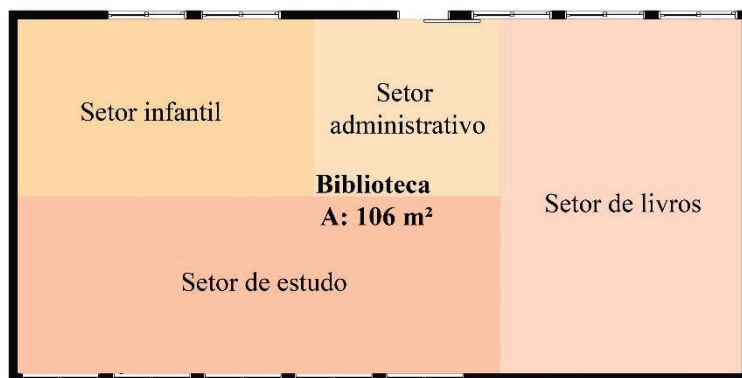 Setor infantil
Setor
administrativo
Biblioteca
A: 106 m²
Setor de livros
Setor de estudo